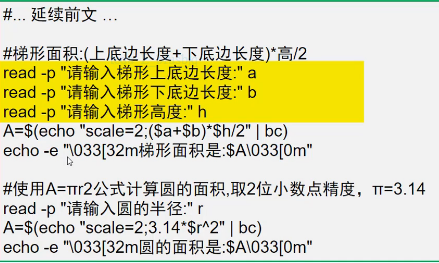 #... 延续前文 ...
#梯形面积:(上底边长度+下底边长度)*高/2
read -p "请输入梯形上底边长度:" a
read -p "请输入梯形下底边长度:" b
read -p "请输入梯形高度:" h
A=$(echo "scale=2;($a+$b)*$h/2" | bc)
echo -e "\033[32m梯形面积是:$A\033[0m"
#使用A=πr2公式计算圆的面积,取2位小数点精度，π=3.14
read -p "请输入圆的半径:" r
A=$(echo "scale=2;3.14*$r^2" | bc)
echo -e "\033[32m圆的面积是:$A\033[0m"